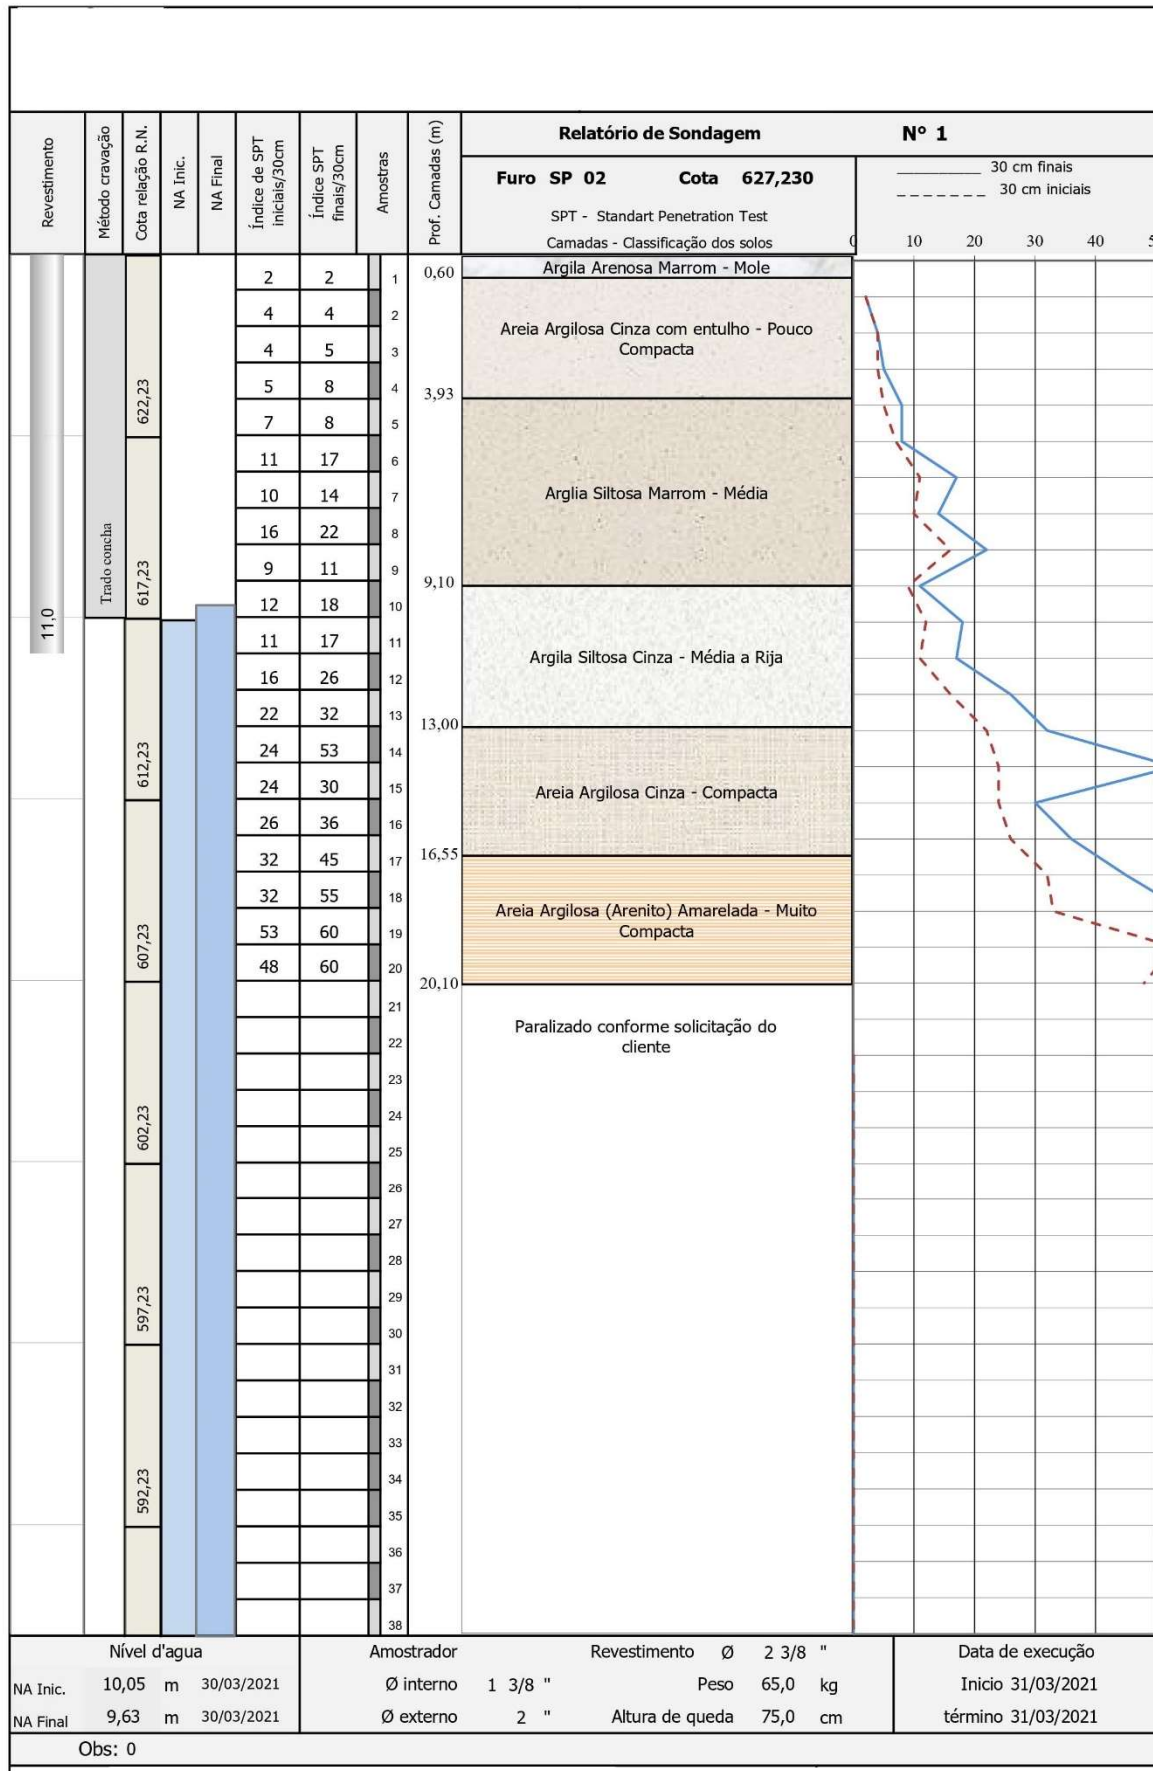 Revestimento
Método cravação
Cota relação R.N.
NA Inic.
NA Final
Índice de SPT
iniciais/30cm
Índice SPT
finais/30cm
Amostras
Prof. Camadas (m)
Relatório de Sondagem N° 1
Furo SP 02 Cota 627,230
SPT - Standart Penetration Test
Camadas - Classificação dos solos
30 cm finais
30 cm iniciais
0 10 20 30 40 5
2 2 1
4 4 2
4 5 3
5 8 4
7 8 5
11 17 6
10 14 7
16 22 8
9 11 9
12 18 10
11 17 11
16 26 12
22 32 13
24 53 14
24 30 15
26 36 16
32 45 17
32 55 18
53 60 19
48 60 20
21
22
23
24
25
26
27
28
29
30
31
32
33
34
35
36
37
38
11,0
Trado concha
622,23
617,23
612,23
607,23
602,23
597,23
592,23
0,60
3,93
9,10
13,00
16,55
20,10
Argila Arenosa Marrom - Mole
Areia Argilosa Cinza com entulho - Pouco
Compacta
Arglia Siltosa Marrom - Média
Argila Siltosa Cinza - Média a Rija
Areia Argilosa Cinza - Compacta
Areia Argilosa (Arenito) Amarelada - Muito
Compacta
Paralizado conforme solicitação do
cliente
Nível d'agua
NA Inic. 10,05 m 30/03/2021
NA Final 9,63 m 30/03/2021
Amostrador Revestimento Ø 2 3/8 "
Ø interno 1 3/8 " Peso 65,0 kg
Ø externo 2 " Altura de queda 75,0 cm
Data de execução
Inicio 31/03/2021
término 31/03/2021
Obs: 0